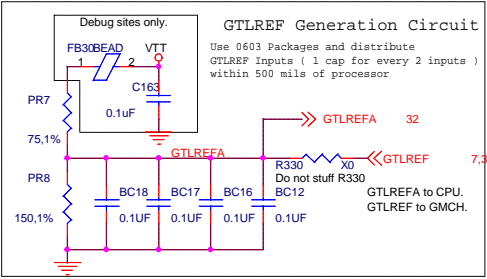 Debug sites only.
GTLREF Generation Circuit
FB30BEAD
VTT
1
2
Use 0603 Packages and distribute
GTLREF Inputs ( 1 cap for every 2 inputs )
within 500 mils of processor
C163
0.1uF
PR7
75,1%
GTLREFA
32
GTLREFA
R330
X0
GTLREF
7,3
Do not stuff R330
PR8
150,1%
BC18
BC17
BC16
BC12
0.1UF
0.1UF
0.1UF
0.1UF
GTLREFA to CPU.
GTLREF to GMCH.